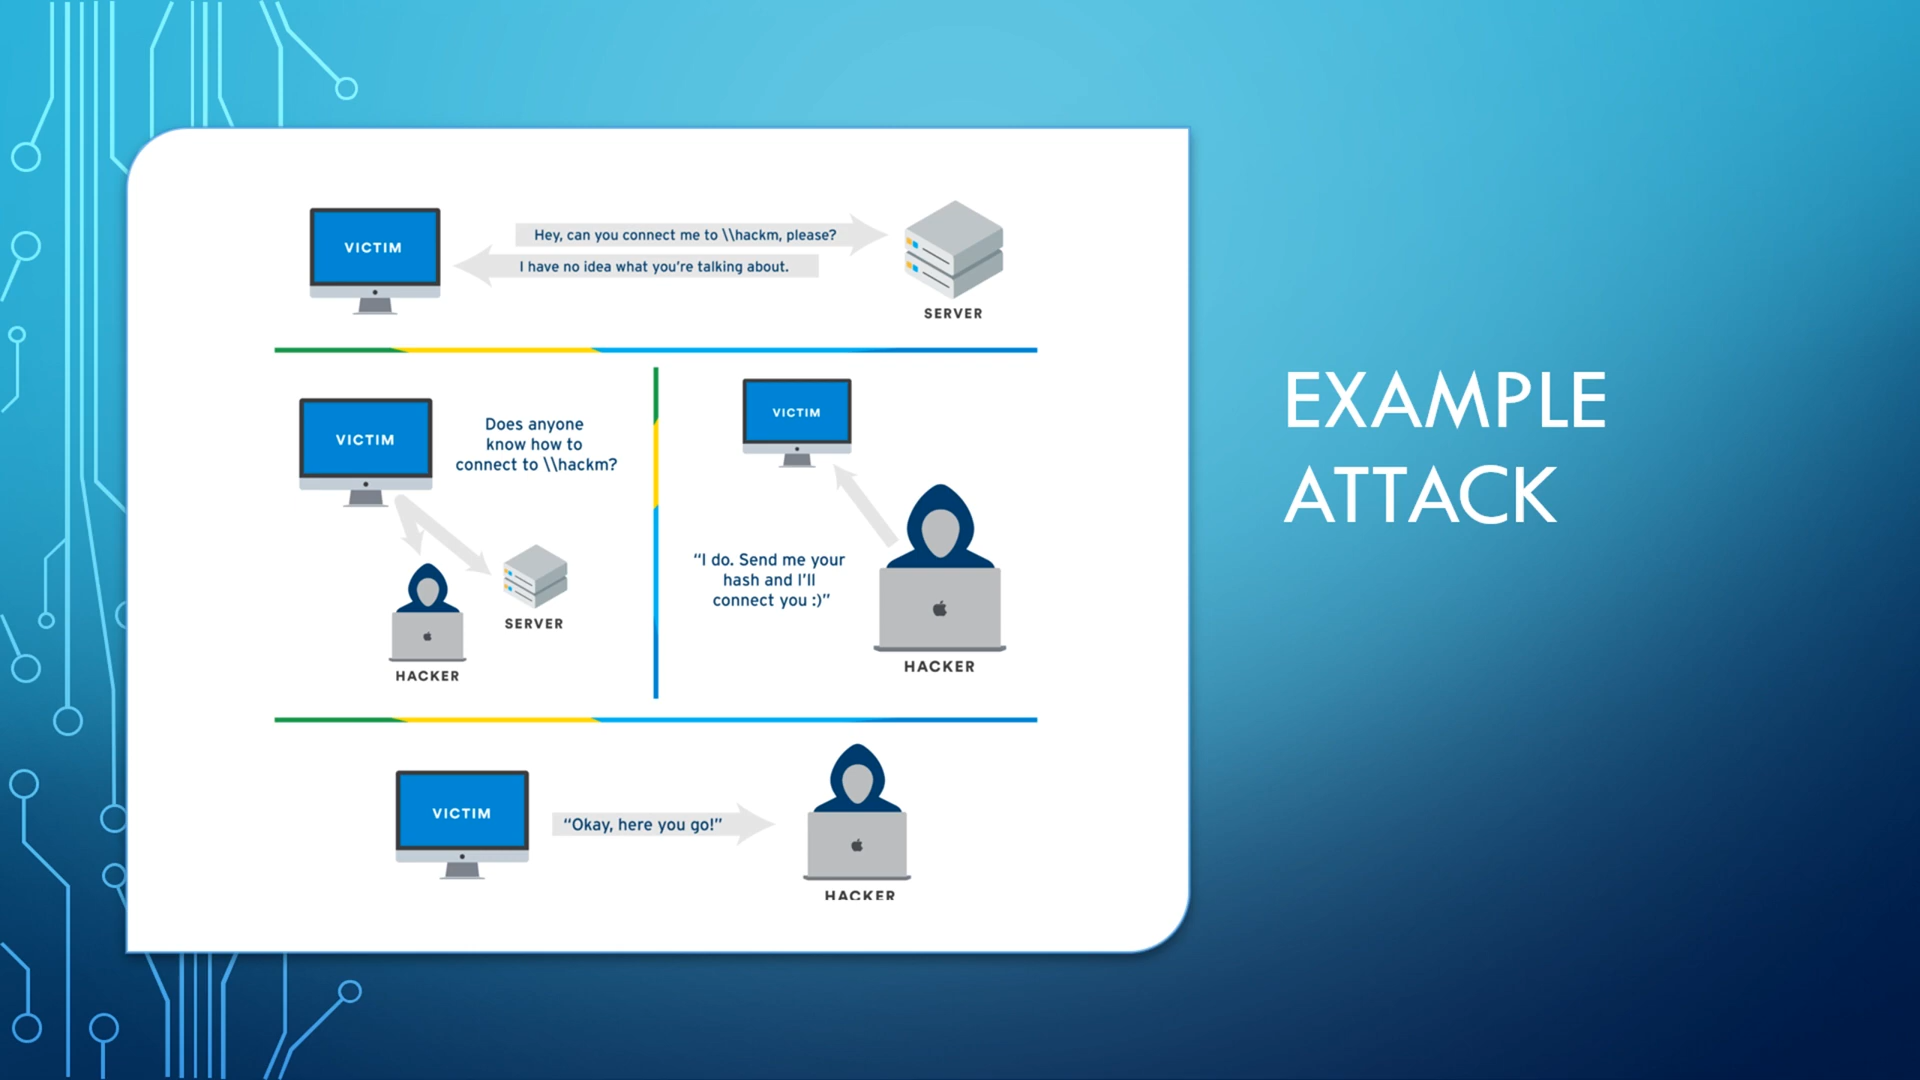 VICTIM
Hey, can you connect me to \\hackm, please?
I have no idea what you're talking about.
SERVER
VICTIM
Does anyone
know how to
connect to \\hackm?
SERVER
HACKER
VICTIM
“I do. Send me your
hash and I'll
connect you :)”
HACKER
VICTIM
“Okay, here you go!”
HACKER
EXAMPLE
ATTACK